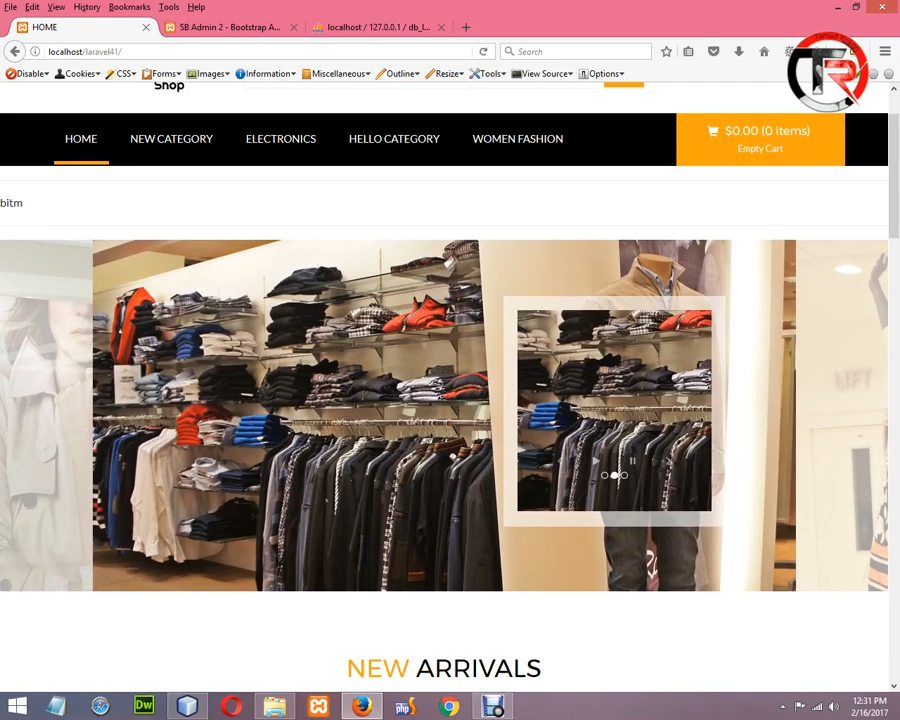 File Edit View History Bookmarks Tools Help
HOME
SB Admin 2 - Bootstrap A...
localhost / 127.0.0.1 / db_l...
localhost/laravel41/
Search
Disable Cookies CSS Forms Images Information Miscellaneous Outline Resize Tools View Source Options
TR
Shop
HOME NEW CATEGORY ELECTRONICS HELLO CATEGORY WOMEN FASHION
$0.00 (0 items)
Empty Cart
bitm
NEW ARRIVALS
Dw
php
12:31 PM
2/16/2017